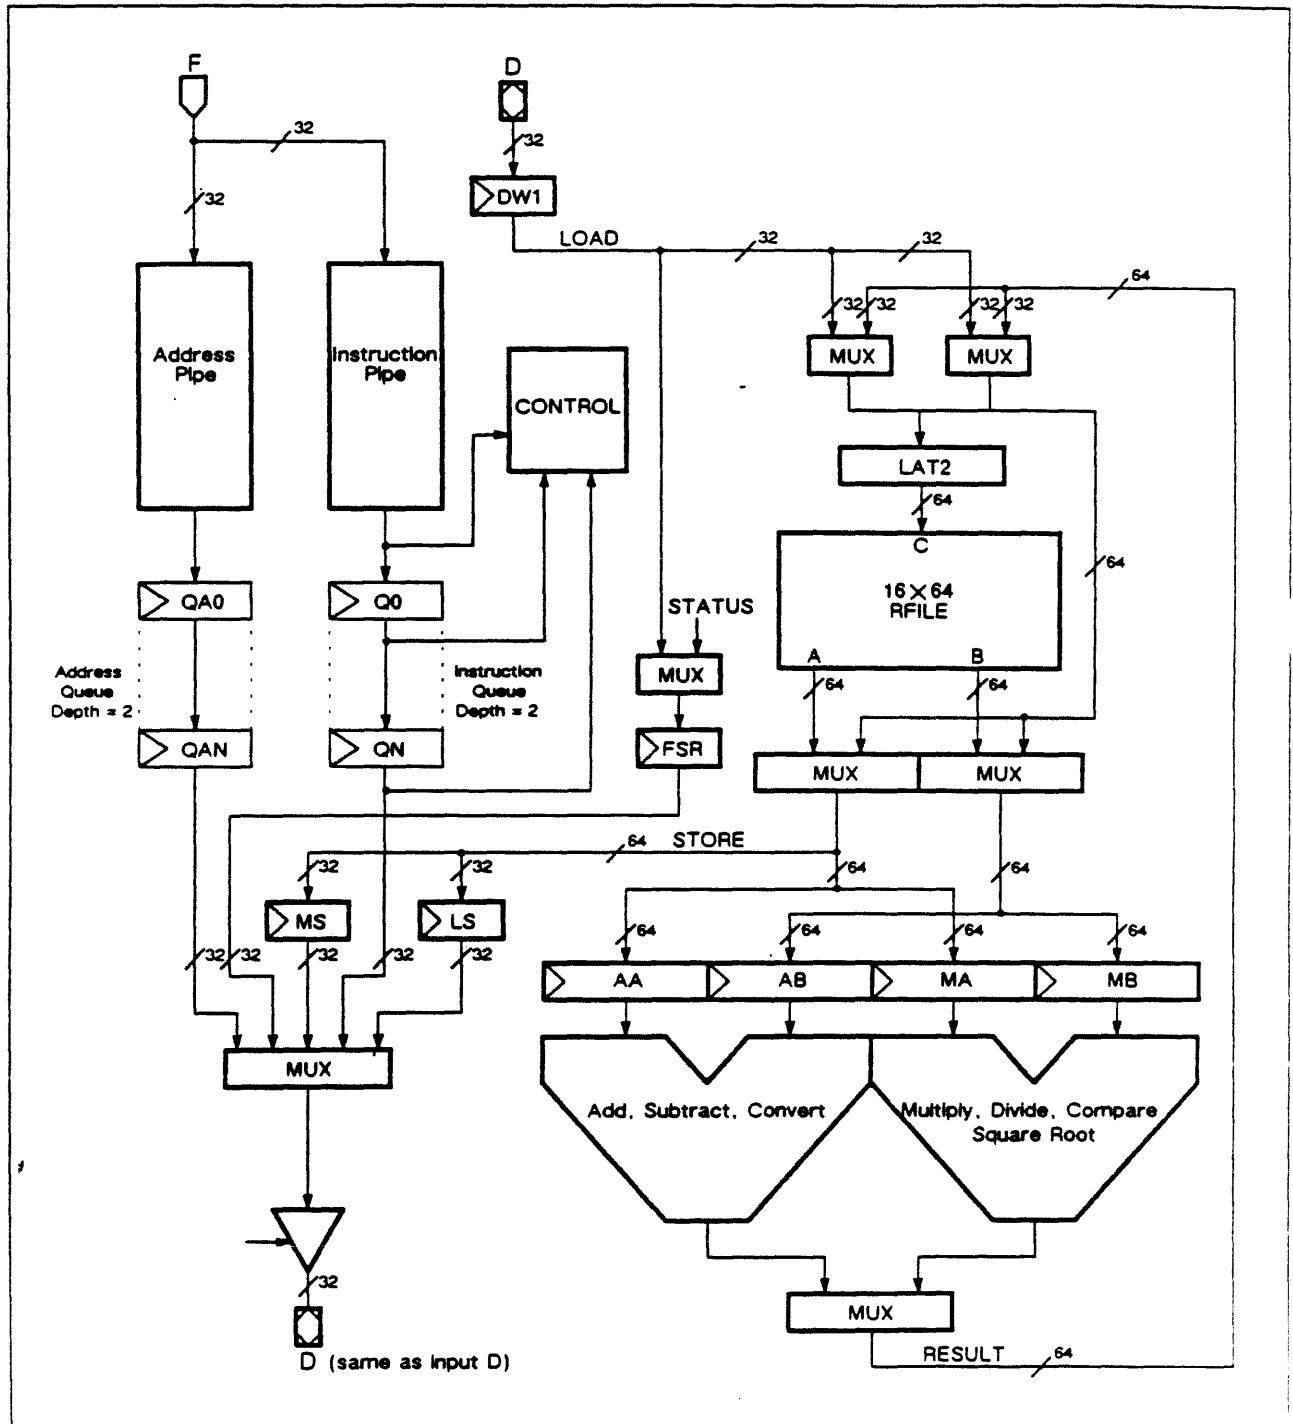 F
D
32
32
32
DW1
LOAD
32
32
64
32
32
32
32
MUX
MUX
Address
Pipe
Instruction
Pipe
CONTROL
LAT2
64
C
16 X 64
RFILE
64
A
B
QA0
Q0
STATUS
MUX
64
64
Address
Queue
Depth = 2
Instruction
Queue
Depth = 2
QAN
QN
FSR
MUX
MUX
64
STORE
32
32
64
64
MS
LS
64
64
64
64
32
32
32
32
32
AA
AB
MA
MB
MUX
Add, Subtract, Convert
Multiply, Divide, Compare
Square Root
32
MUX
D (same as input D)
RESULT
64